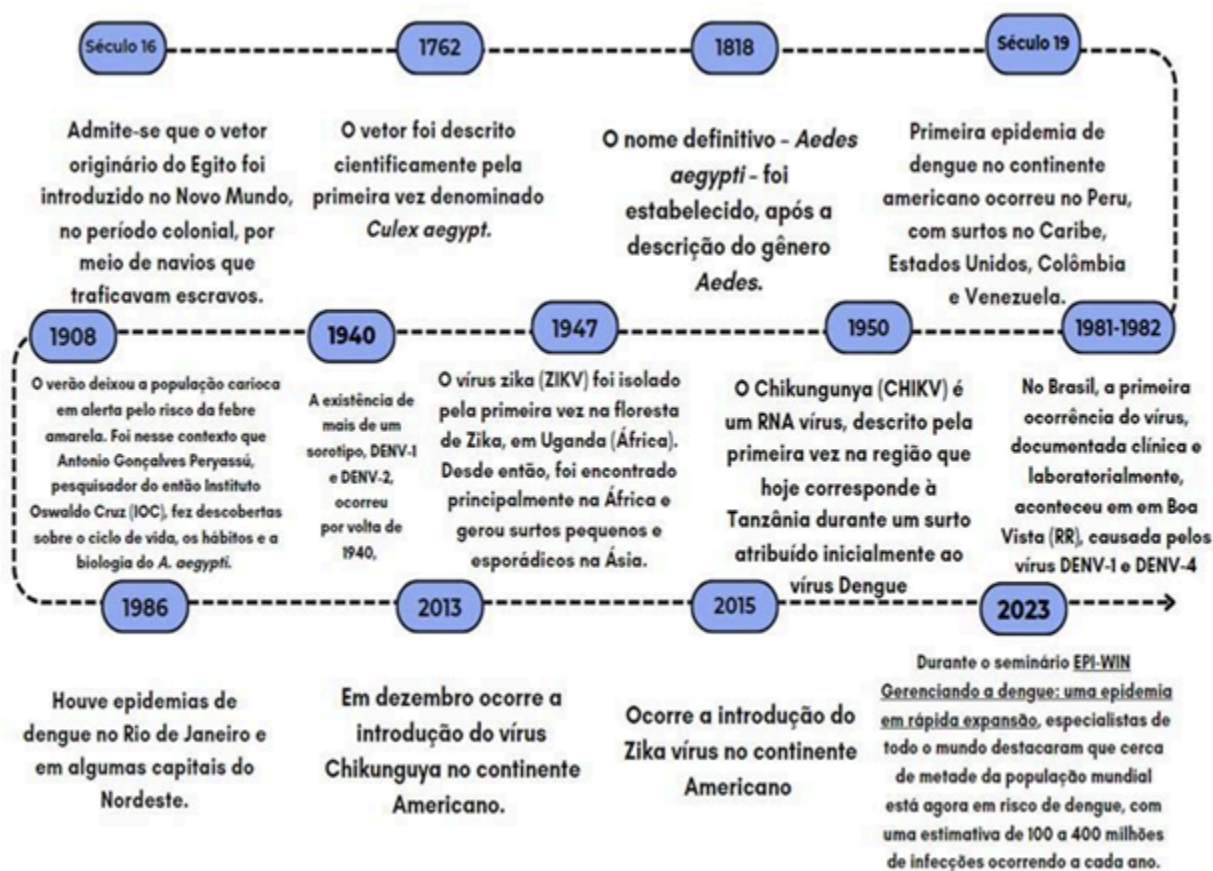 Século 16
Admite-se que o vetor
originário do Egito foi
introduzido no Novo Mundo,
no período colonial, por
meio de navios que
traficavam escravos.
1762
O vetor foi descrito
cientificamente pela
primeira vez denominado
Culex aegypt.
1818
O nome definitivo - Aedes
aegypti - foi
estabelecido, após a
descrição do gênero
Aedes.
Século 19
Primeira epidemia de
dengue no continente
americano ocorreu no Peru,
com surtos no Caribe,
Estados Unidos, Colômbia
e Venezuela.
1908
O verão deixou a população carioca
em alerta pelo risco da febre
amarela. Foi nesse contexto que
Antonio Gonçalves Peryassú,
pesquisador do então Instituto
Oswaldo Cruz (IOC), fez descobertas
sobre o ciclo de vida, os hábitos e a
biologia do A. aegypti.
1940
A existência de
mais de um
sorotipo, DENV-1
e DENV-2,
ocorreu
por volta de
1940,
1947
O vírus zika (ZIKV) foi isolado
pela primeira vez na floresta
de Zika, em Uganda (África).
Desde então, foi encontrado
principalmente na África e
gerou surtos pequenos e
esporádicos na Ásia.
1950
O Chikungunya (CHIKV) é
um RNA vírus, descrito pela
primeira vez na região que
hoje corresponde à
Tanzânia durante um surto
atribuído inicialmente ao
vírus Dengue
1981-1982
No Brasil, a primeira
ocorrência do vírus,
documentada clínica e
laboratorialmente,
aconteceu em em Boa
Vista (RR), causada pelos
vírus DENV-1 e DENV-4
1986
Houve epidemias de
dengue no Rio de Janeiro e
em algumas capitais do
Nordeste.
2013
Em dezembro ocorre a
introdução do vírus
Chikunguya no continente
Americano.
2015
Ocorre a introdução do
Zika vírus no continente
Americano
2023
Durante o seminário EPI-WIN
Gerenciando a dengue: uma epidemia
em rápida expansão, especialistas de
todo o mundo destacaram que cerca
de metade da população mundial
está agora em risco de dengue, com
uma estimativa de 100 a 400 milhões
de infecções ocorrendo a cada ano.